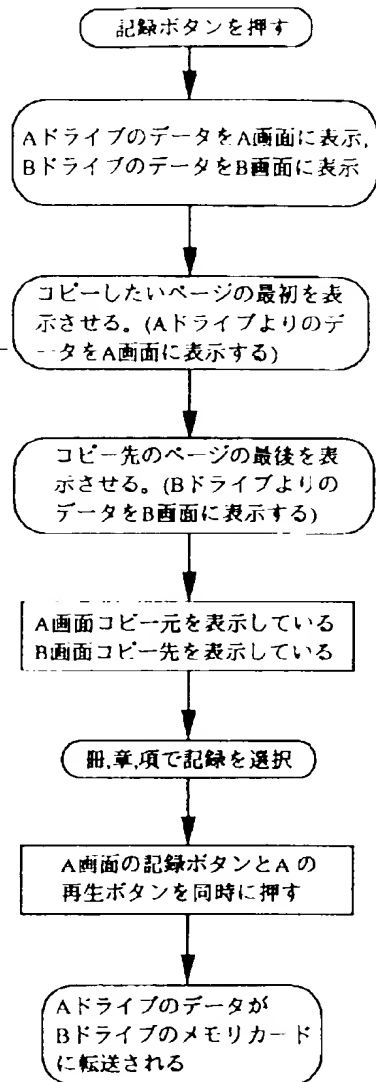 記録ボタンを押す
AドライブのデータをA画面に表示,
BドライブのデータをB画面に表示
コピーしたいページの最初を表
示させる。(Aドライブよりのデ
ータをA画面に表示する)
コピー先のページの最後を表
示させる。(Bドライブよりの
データをB画面に表示する)
A画面コピー元を表示している
B画面コピー先を表示している
冊,章,項で記録を選択
A画面の記録ボタンとAの
再生ボタンを同時に押す
Aドライブのデータが
Bドライブのメモリカード
に転送される